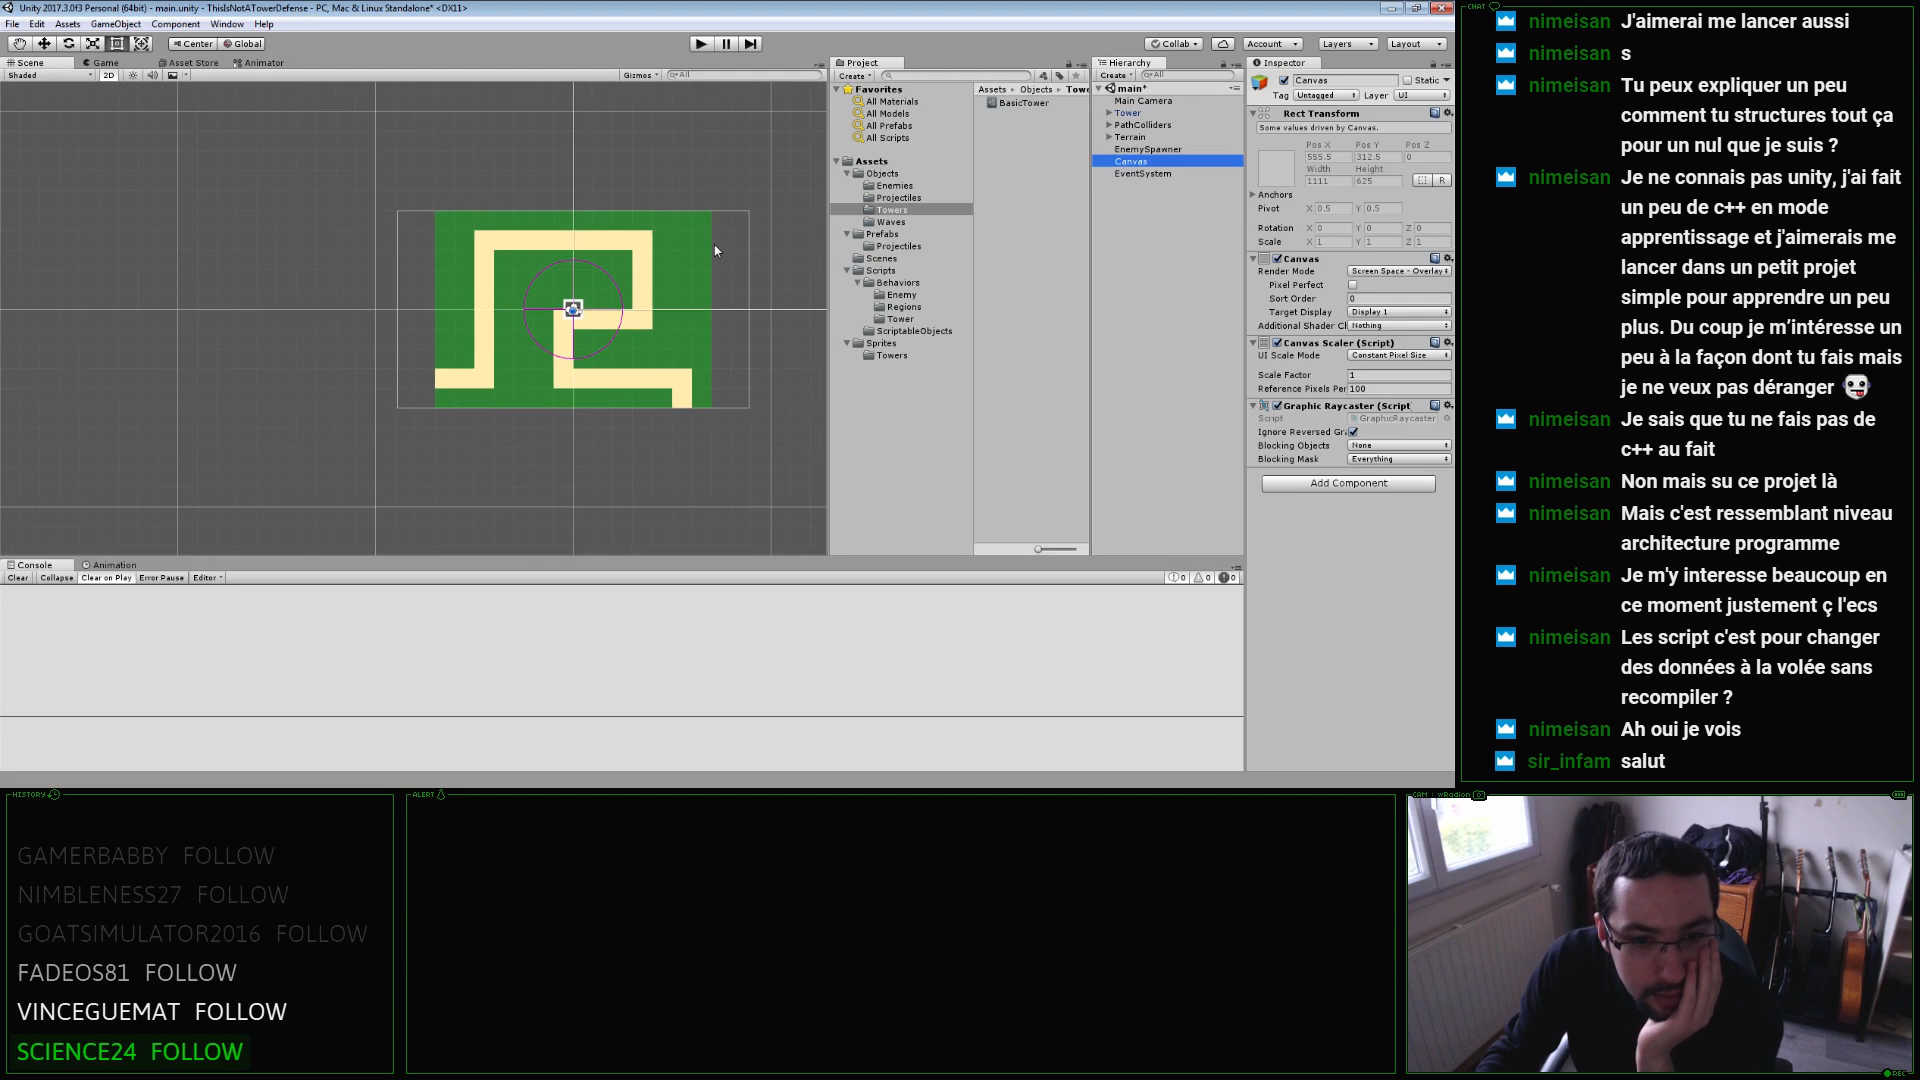 Unity 2017.3.0f3 Personal (64bit) - main.unity - ThisIsNotATowerDefense - PC, Mac & Linux Standalone* <DX11>
File Edit Assets GameObject Component Window Help
Center Global
Collab Account Layers Layout
Scene Game Asset Store Animator
Shaded 2D Gizmos All
Project
Create
Favorites
All Materials
All Models
All Prefabs
All Scripts
Assets
Objects
Enemies
Projectiles
Towers
Waves
Prefabs
Projectiles
Scenes
Scripts
Behaviors
Enemy
Regions
Tower
ScriptableObjects
Sprites
Towers
Assets Objects Towe
BasicTower
Hierarchy
Create All
main*
Main Camera
Tower
PathColliders
Terrain
EnemySpawner
Canvas
EventSystem
Inspector
Canvas Static
Tag Untagged Layer UI
Rect Transform
Some values driven by Canvas.
Pos X Pos Y Pos Z
555.5 312.5 0
Width Height
1111 625 R
Anchors
Pivot X 0.5 Y 0.5
Rotation X 0 Y 0 Z 0
Scale X 1 Y 1 Z 1
Canvas
Render Mode Screen Space - Overlay
Pixel Perfect
Sort Order 0
Target Display Display 1
Additional Shader Cl Nothing
Canvas Scaler (Script)
UI Scale Mode Constant Pixel Size
Scale Factor 1
Reference Pixels Per 100
Graphic Raycaster (Script
Script GraphicRaycaster
Ignore Reversed Gra
Blocking Objects None
Blocking Mask Everything
Add Component
Console Animation
Clear Collapse Clear on Play Error Pause Editor 0 0 0
CHAT
nimeisan J'aimerai me lancer aussi
nimeisan s
nimeisan Tu peux expliquer un peu
comment tu structures tout ça
pour un nul que je suis ?
nimeisan Je ne connais pas unity, j'ai fait
un peu de c++ en mode
apprentissage et j'aimerais me
lancer dans un petit projet
simple pour apprendre un peu
plus. Du coup je m'intéresse un
peu à la façon dont tu fais mais
je ne veux pas déranger
nimeisan Je sais que tu ne fais pas de
c++ au fait
nimeisan Non mais su ce projet là
nimeisan Mais c'est ressemblant niveau
architecture programme
nimeisan Je m'y interesse beaucoup en
ce moment justement ç l'ecs
nimeisan Les script c'est pour changer
des données à la volée sans
recompiler ?
nimeisan Ah oui je vois
sir_infam salut
HISTORY
GAMERBABBY FOLLOW
NIMBLENESS27 FOLLOW
GOATSIMULATOR2016 FOLLOW
FADEOS81 FOLLOW
VINCEGUEMAT FOLLOW
SCIENCE24 FOLLOW
ALERT
CAM : wRadion
REC